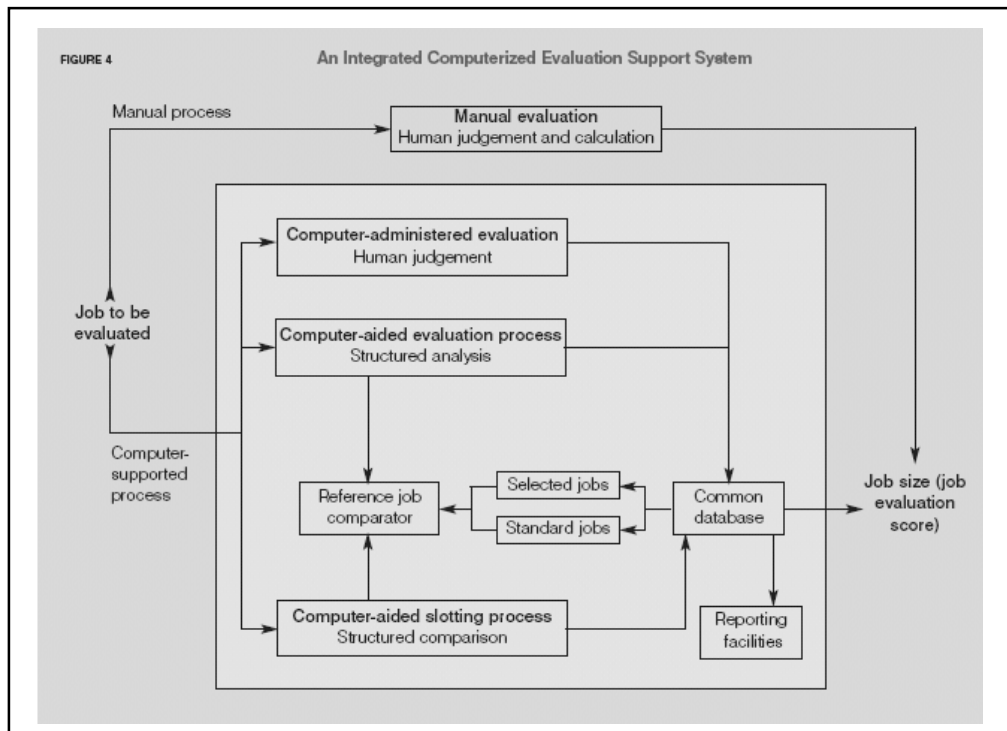 FIGURE 4
An Integrated Computerized Evaluation Support System
Manual process
Manual evaluation
Human judgement and calculation
Computer-administered evaluation
Human judgement
Job to be
evaluated
Computer-aided evaluation process
Structured analysis
Computer-
supported
process
Reference job
comparator
Selected jobs
Standard jobs
Common
database
Job size (job
evaluation
score)
Computer-aided slotting process
Structured comparison
Reporting
facilities